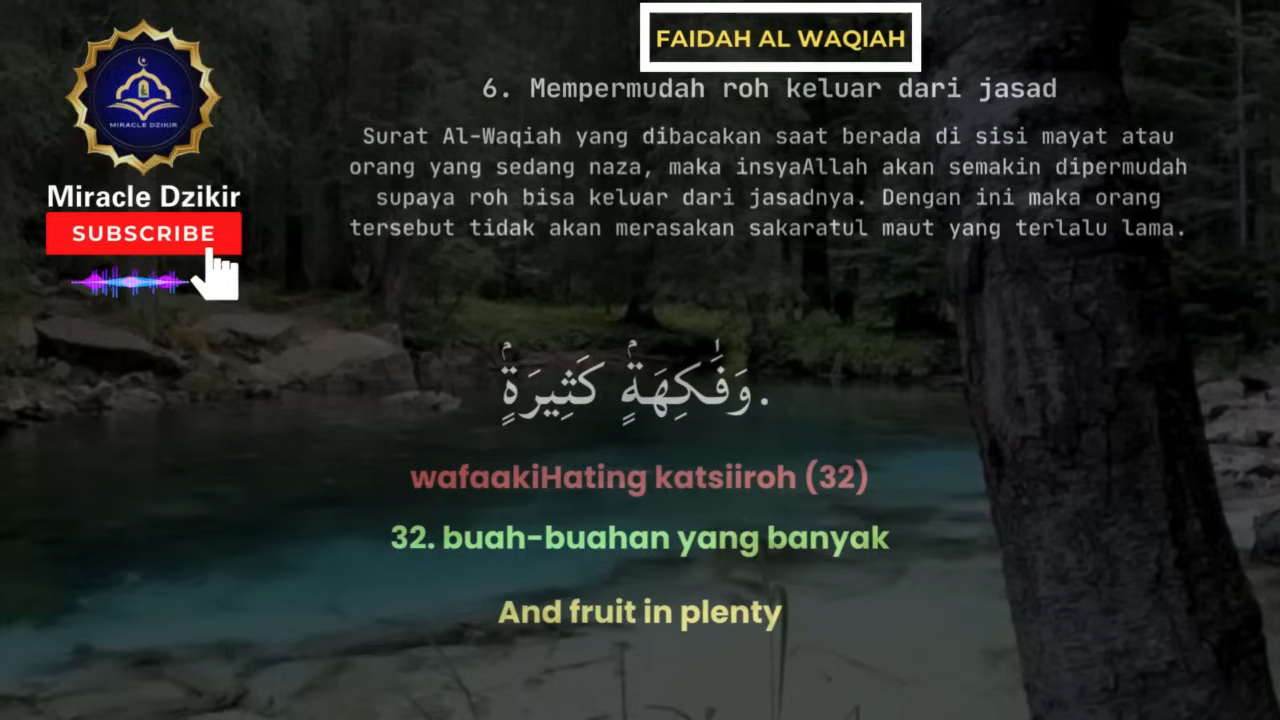 FAIDAH AL WAQIAH
6. Mempermudah roh keluar dari jasad
Surat Al-Waqiah yang dibacakan saat berada di sisi mayat atau
orang yang sedang naza, maka insyaAllah akan semakin dipermudah
supaya roh bisa keluar dari jasadnya. Dengan ini maka orang
tersebut tidak akan merasakan sakaratul maut yang terlalu lama.
MIRACLE DZIKIR
Miracle Dzikir
SUBSCRIBE
وَفَٰكِهَةٍۢ كَثِيرَةٍۢ.
wafaakiHating katsiiroh (32)
32. buah-buahan yang banyak
And fruit in plenty